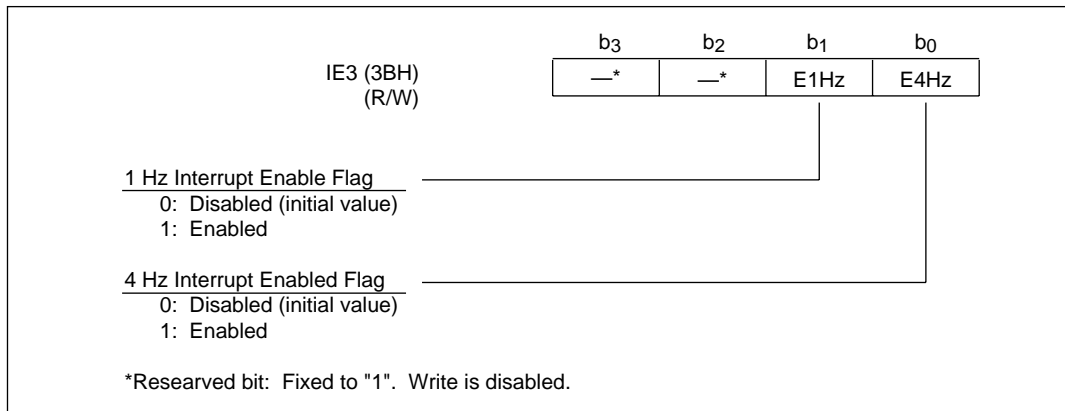 b3 b2 b1 b0
IE3 (3BH) —* —* E1Hz E4Hz
(R/W)
1 Hz Interrupt Enable Flag
0: Disabled (initial value)
1: Enabled
4 Hz Interrupt Enabled Flag
0: Disabled (initial value)
1: Enabled
*Researved bit: Fixed to "1". Write is disabled.